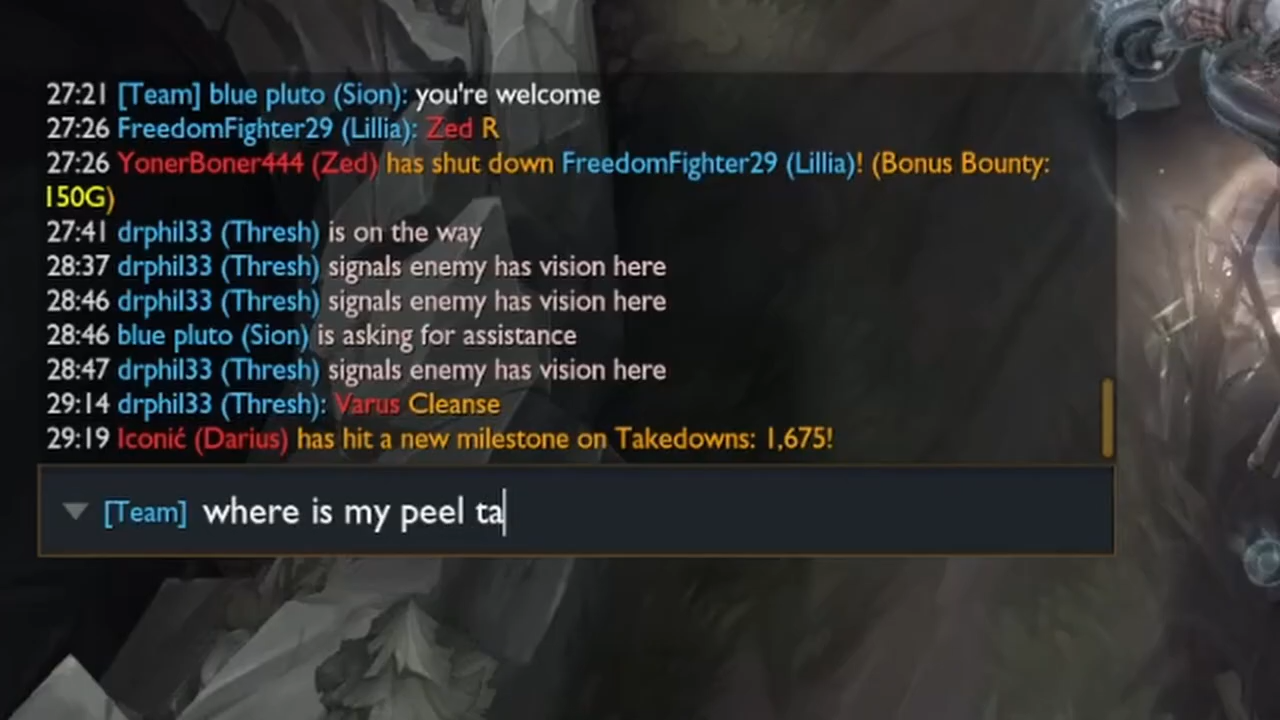 27:21 [Team] blue pluto (Sion): you're welcome
27:26 FreedomFighter29 (Lillia): Zed R
27:26 YonerBoner444 (Zed) has shut down FreedomFighter29 (Lillia)! (Bonus Bounty:
150G)
27:41 drphil33 (Thresh) is on the way
28:37 drphil33 (Thresh) signals enemy has vision here
28:46 drphil33 (Thresh) signals enemy has vision here
28:46 blue pluto (Sion) is asking for assistance
28:47 drphil33 (Thresh) signals enemy has vision here
29:14 drphil33 (Thresh): Varus Cleanse
29:19 Iconić (Darius) has hit a new milestone on Takedowns: 1,675!
[Team] where is my peel ta